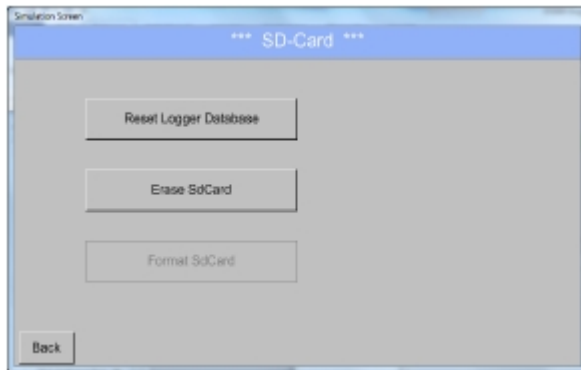 Simulation Screen
*** SD-Card ***
Reset Logger Database
Erase SdCard
Format SdCard
Back